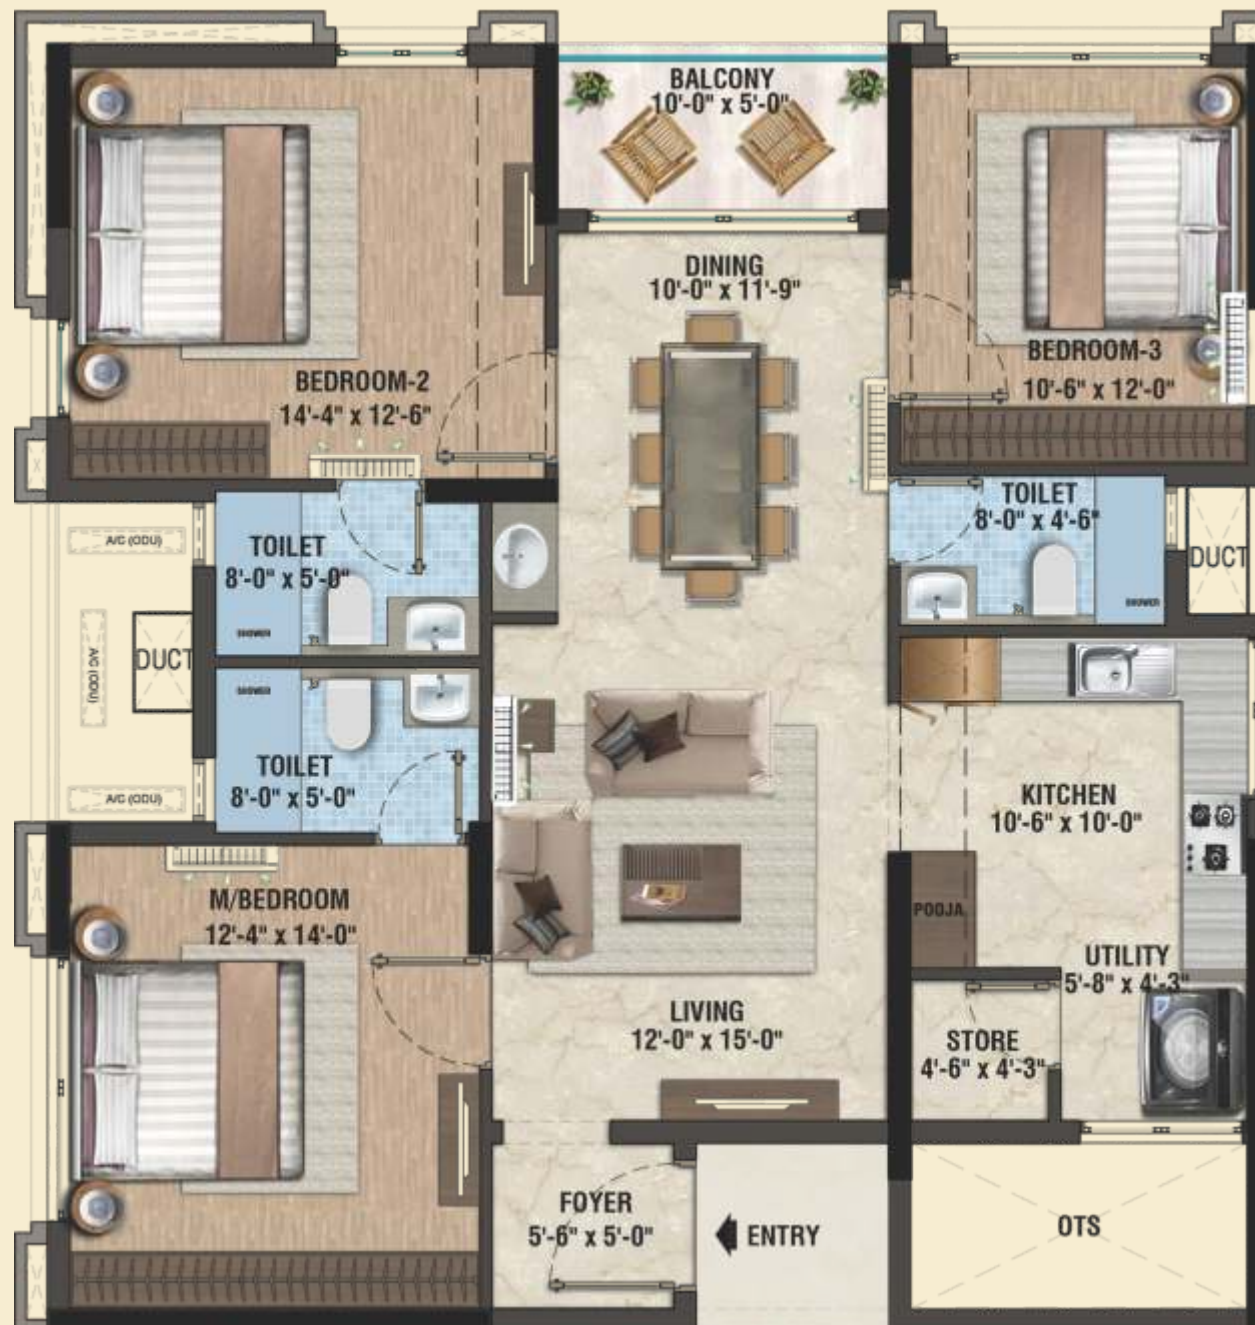 BALCONY
10'-0" x 5'-0"
DINING
10'-0" x 11'-9"
BEDROOM-2
14'-4" x 12'-6"
BEDROOM-3
10'-6" x 12'-0"
TOILET
8'-0" x 5'-0"
SHOWER
TOILET
8'-0" x 4'-6"
SHOWER
DUCT
A/C (ODU)
A/C (ODU)
DUCT
A/C (ODU)
SHOWER
TOILET
8'-0" x 5'-0"
KITCHEN
10'-6" x 10'-0"
M/BEDROOM
12'-4" x 14'-0"
POOJA
UTILITY
5'-8" x 4'-3"
LIVING
12'-0" x 15'-0"
STORE
4'-6" x 4'-3"
FOYER
5'-6" x 5'-0"
ENTRY
OTS